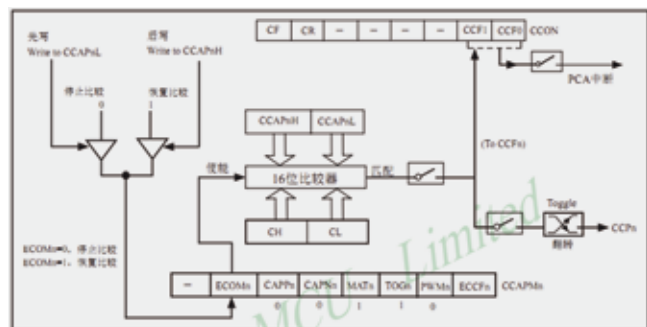 先写
Write to CCAPnL
后写
Write to CCAPnH
CF CR — — — — CCF1 CCF0 CCON
PCA中断
停止比较
0
恢复比较
1
CCAPnH CCAPnL
(To CCFn)
使能
16位比较器
匹配
CH CL
Toggle
翻转
CCPn
ECOMn=0，停止比较
ECOMn=1，恢复比较
— ECOMn CAPPn CAPNn MATn TOGn PWMn ECCFn CCAPMn
0 0 1 1 0
MCU Limited